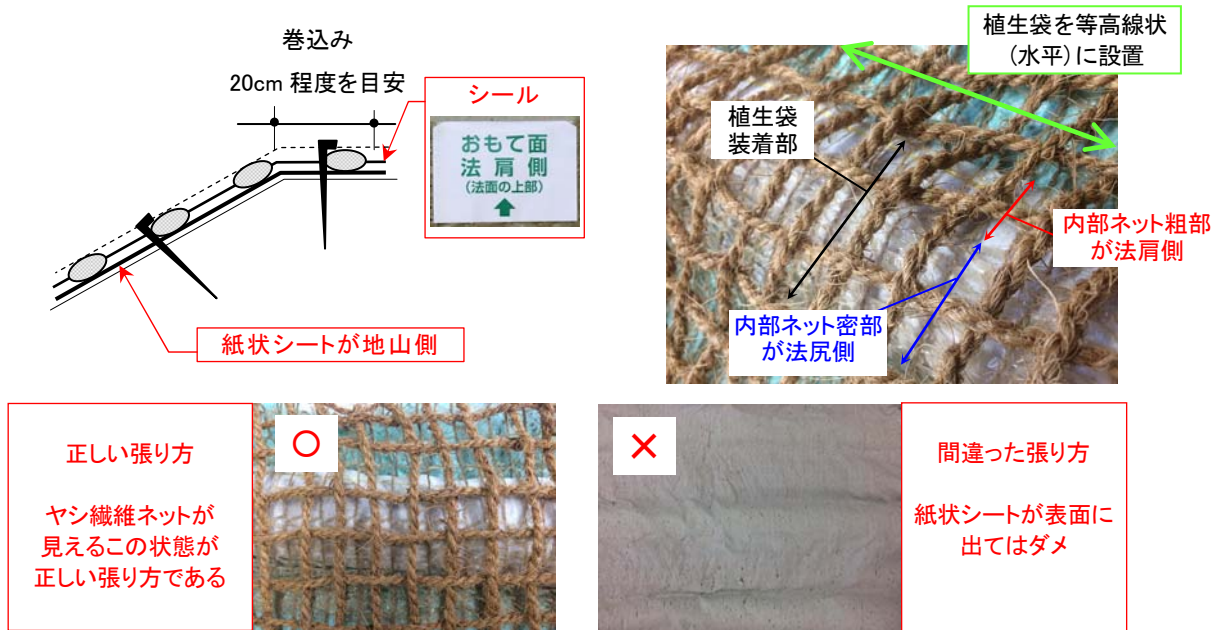 巻込み
20cm 程度を目安
シール
おもて面
法肩側
(法面の上部)
紙状シートが地山側
植生袋を等高線状
(水平)に設置
植生袋
装着部
内部ネット粗部
が法肩側
内部ネット密部
が法尻側
正しい張り方
ヤシ繊維ネットが
見えるこの状態が
正しい張り方である
○
×
間違った張り方
紙状シートが表面に
出てはダメ